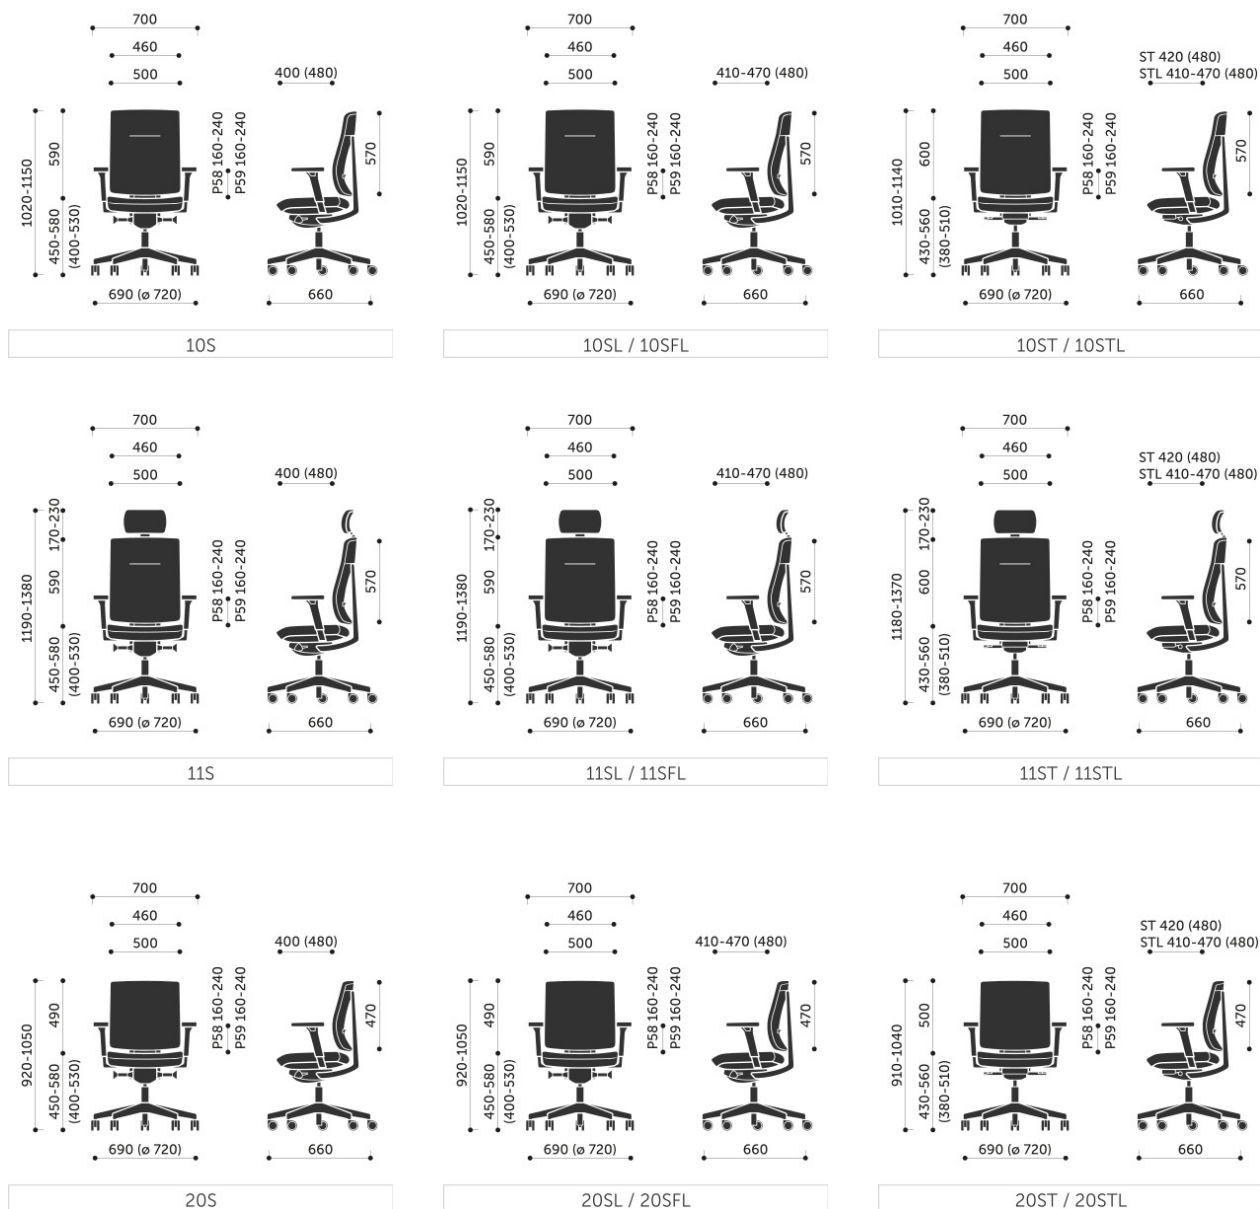 700
460
500
400 (480)
1020-1150
590
450-580
(400-530)
P58 160-240
P59 160-240
570
690 (ø 720)
660
10S
700
460
500
410-470 (480)
1020-1150
590
450-580
(400-530)
P58 160-240
P59 160-240
570
690 (ø 720)
660
10SL / 10SFL
700
460
500
ST 420 (480)
STL 410-470 (480)
1010-1140
600
430-560
(380-510)
P58 160-240
P59 160-240
570
690 (ø 720)
660
10ST / 10STL
700
460
500
400 (480)
1190-1380
170-230
590
450-580
(400-530)
P58 160-240
P59 160-240
570
690 (ø 720)
660
11S
700
460
500
410-470 (480)
1190-1380
170-230
590
450-580
(400-530)
P58 160-240
P59 160-240
570
690 (ø 720)
660
11SL / 11SFL
700
460
500
ST 420 (480)
STL 410-470 (480)
1180-1370
170-230
600
430-560
(380-510)
P58 160-240
P59 160-240
570
690 (ø 720)
660
11ST / 11STL
700
460
500
400 (480)
920-1050
490
450-580
(400-530)
P58 160-240
P59 160-240
470
690 (ø 720)
660
20S
700
460
500
410-470 (480)
920-1050
490
450-580
(400-530)
P58 160-240
P59 160-240
470
690 (ø 720)
660
20SL / 20SFL
700
460
500
ST 420 (480)
STL 410-470 (480)
910-1040
500
430-560
(380-510)
P58 160-240
P59 160-240
470
690 (ø 720)
660
20ST / 20STL